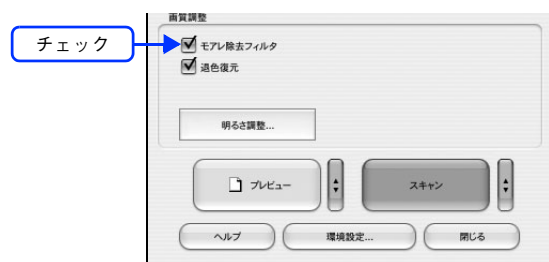 画質調整
チェック
モアレ除去フィルタ
退色復元
明るさ調整...
プレビュー
スキャン
ヘルプ
環境設定...
閉じる